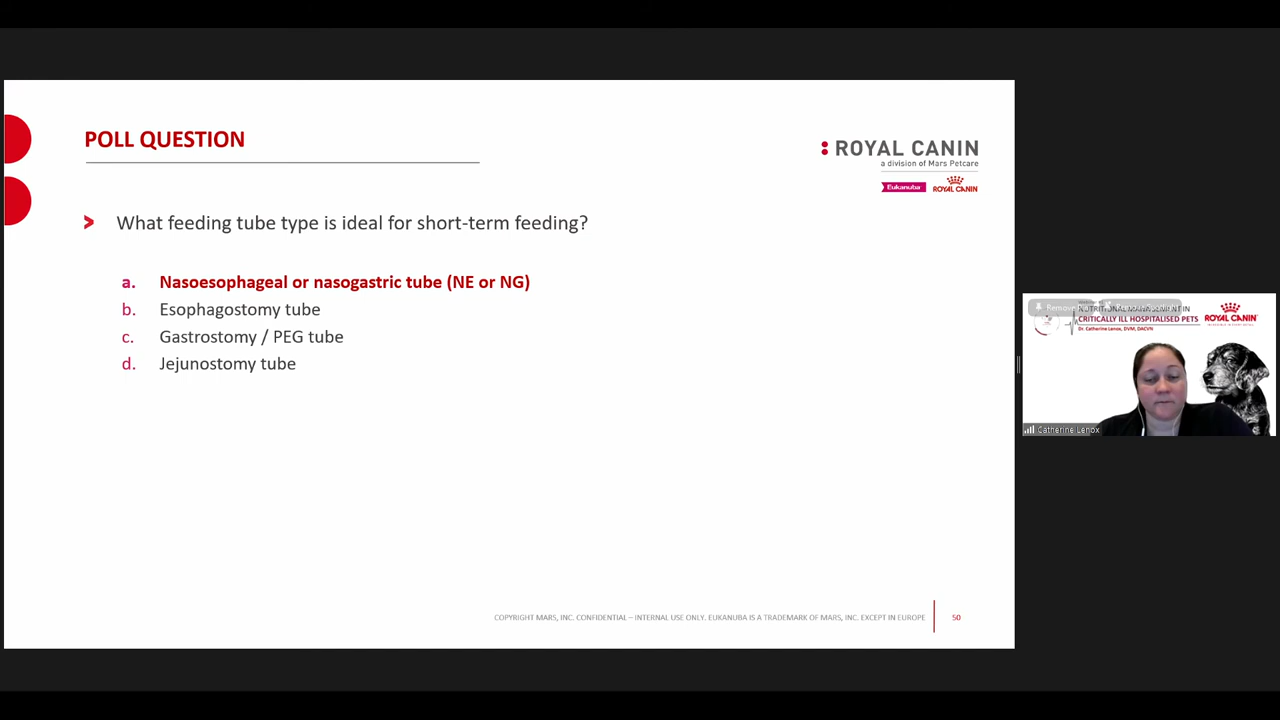 POLL QUESTION
ROYAL CANIN
a division of Mars Petcare
Eukanuba
ROYAL CANIN
> What feeding tube type is ideal for short-term feeding?
a. Nasoesophageal or nasogastric tube (NE or NG)
b. Esophagostomy tube
c. Gastrostomy / PEG tube
d. Jejunostomy tube
COPYRIGHT MARS, INC. CONFIDENTIAL – INTERNAL USE ONLY. EUKANUBA IS A TRADEMARK OF MARS, INC. EXCEPT IN EUROPE
50
Remove
NUTRITIONAL MANAGEMENT IN
CRITICALLY ILL HOSPITALISED PETS
Dr. Catherine Lenox, DVM, DACVN
ROYAL CANIN
Catherine Lenox